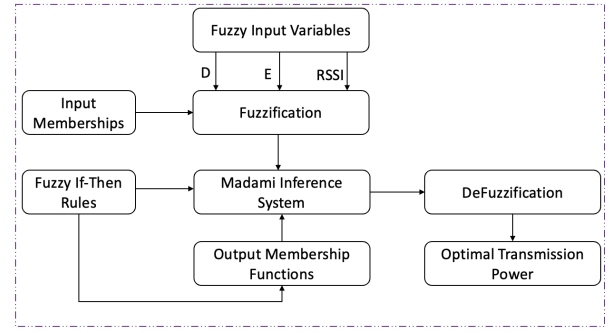 Fuzzy Input Variables
D
E
RSSI
Input
Memberships
Fuzzification
Fuzzy If-Then
Rules
Madami Inference
System
DeFuzzification
Output Membership
Functions
Optimal Transmission
Power